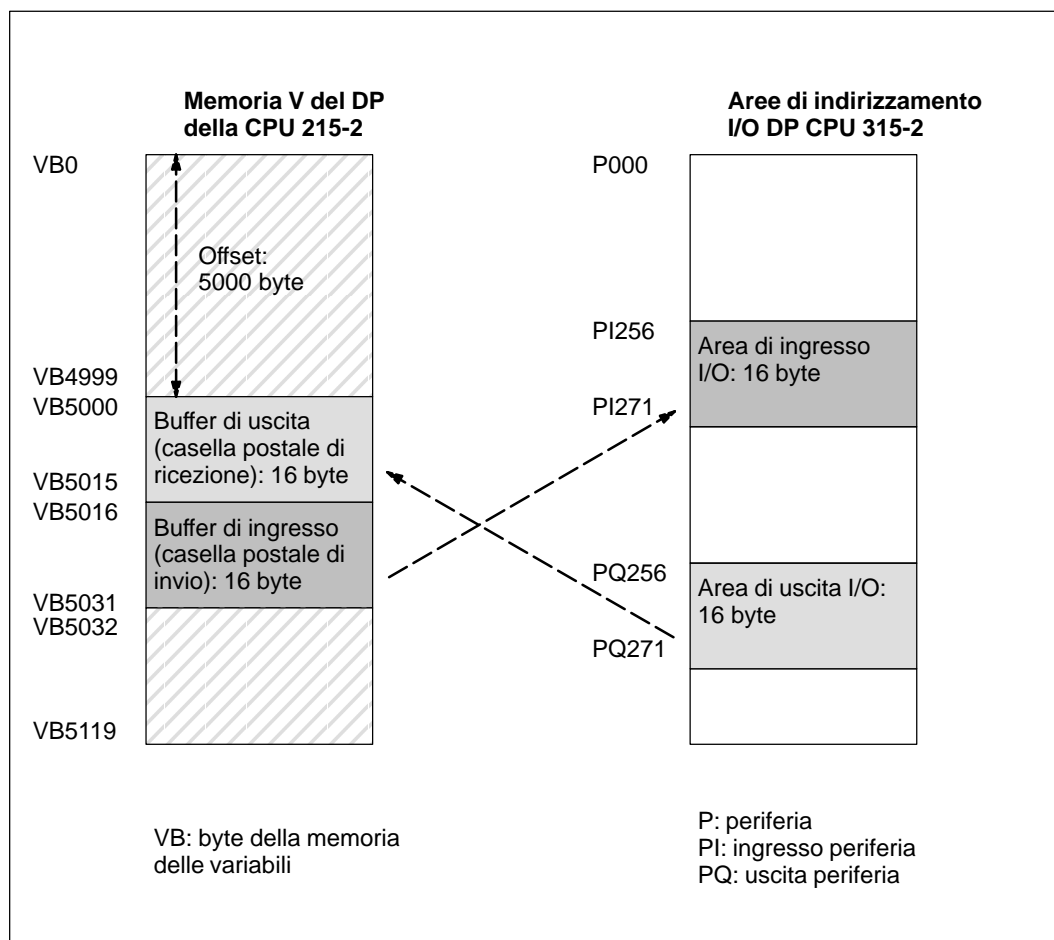 Memoria V del DP
della CPU 215-2
VB0
Offset:
5000 byte
VB4999
VB5000
Buffer di uscita
(casella postale di
ricezione): 16 byte
VB5015
VB5016
Buffer di ingresso
(casella postale di
invio): 16 byte
VB5031
VB5032
VB5119
VB: byte della memoria
delle variabili
Aree di indirizzamento
I/O DP CPU 315-2
P000
PI256
Area di ingresso
I/O: 16 byte
PI271
PQ256
Area di uscita I/O:
16 byte
PQ271
P: periferia
PI: ingresso periferia
PQ: uscita periferia